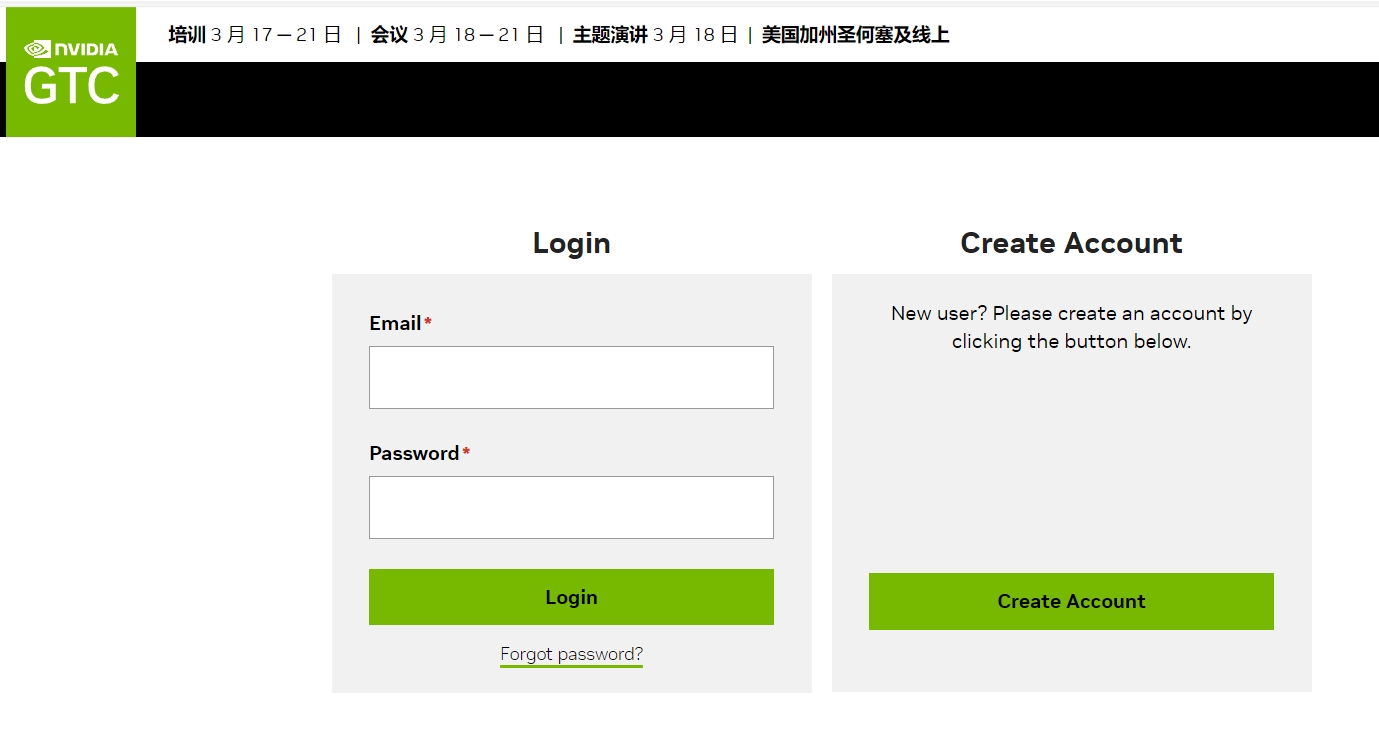 NVIDIA
GTC
培训 3 月 17 — 21 日 | 会议 3 月 18 — 21 日 | 主题演讲 3 月 18 日 | 美国加州圣何塞及线上
Login
Email*
Password*
Login
Forgot password?
Create Account
New user? Please create an account by
clicking the button below.
Create Account